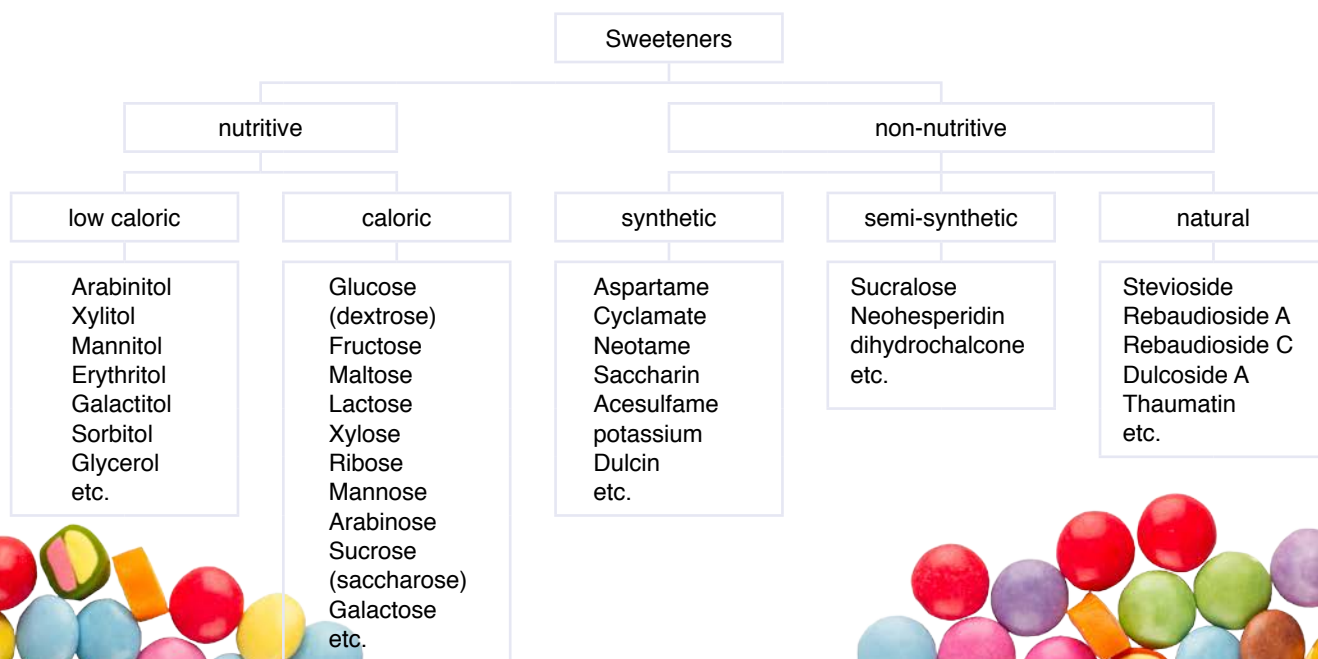 Sweeteners
nutritive
non-nutritive
low caloric
caloric
synthetic
semi-synthetic
natural
Arabinitol
Xylitol
Mannitol
Erythritol
Galactitol
Sorbitol
Glycerol
etc.
Glucose
(dextrose)
Fructose
Maltose
Lactose
Xylose
Ribose
Mannose
Arabinose
Sucrose
(saccharose)
Galactose
etc.
Aspartame
Cyclamate
Neotame
Saccharin
Acesulfame
potassium
Dulcin
etc.
Sucralose
Neohesperidin
dihydrochalcone
etc.
Stevioside
Rebaudioside A
Rebaudioside C
Dulcoside A
Thaumatin
etc.